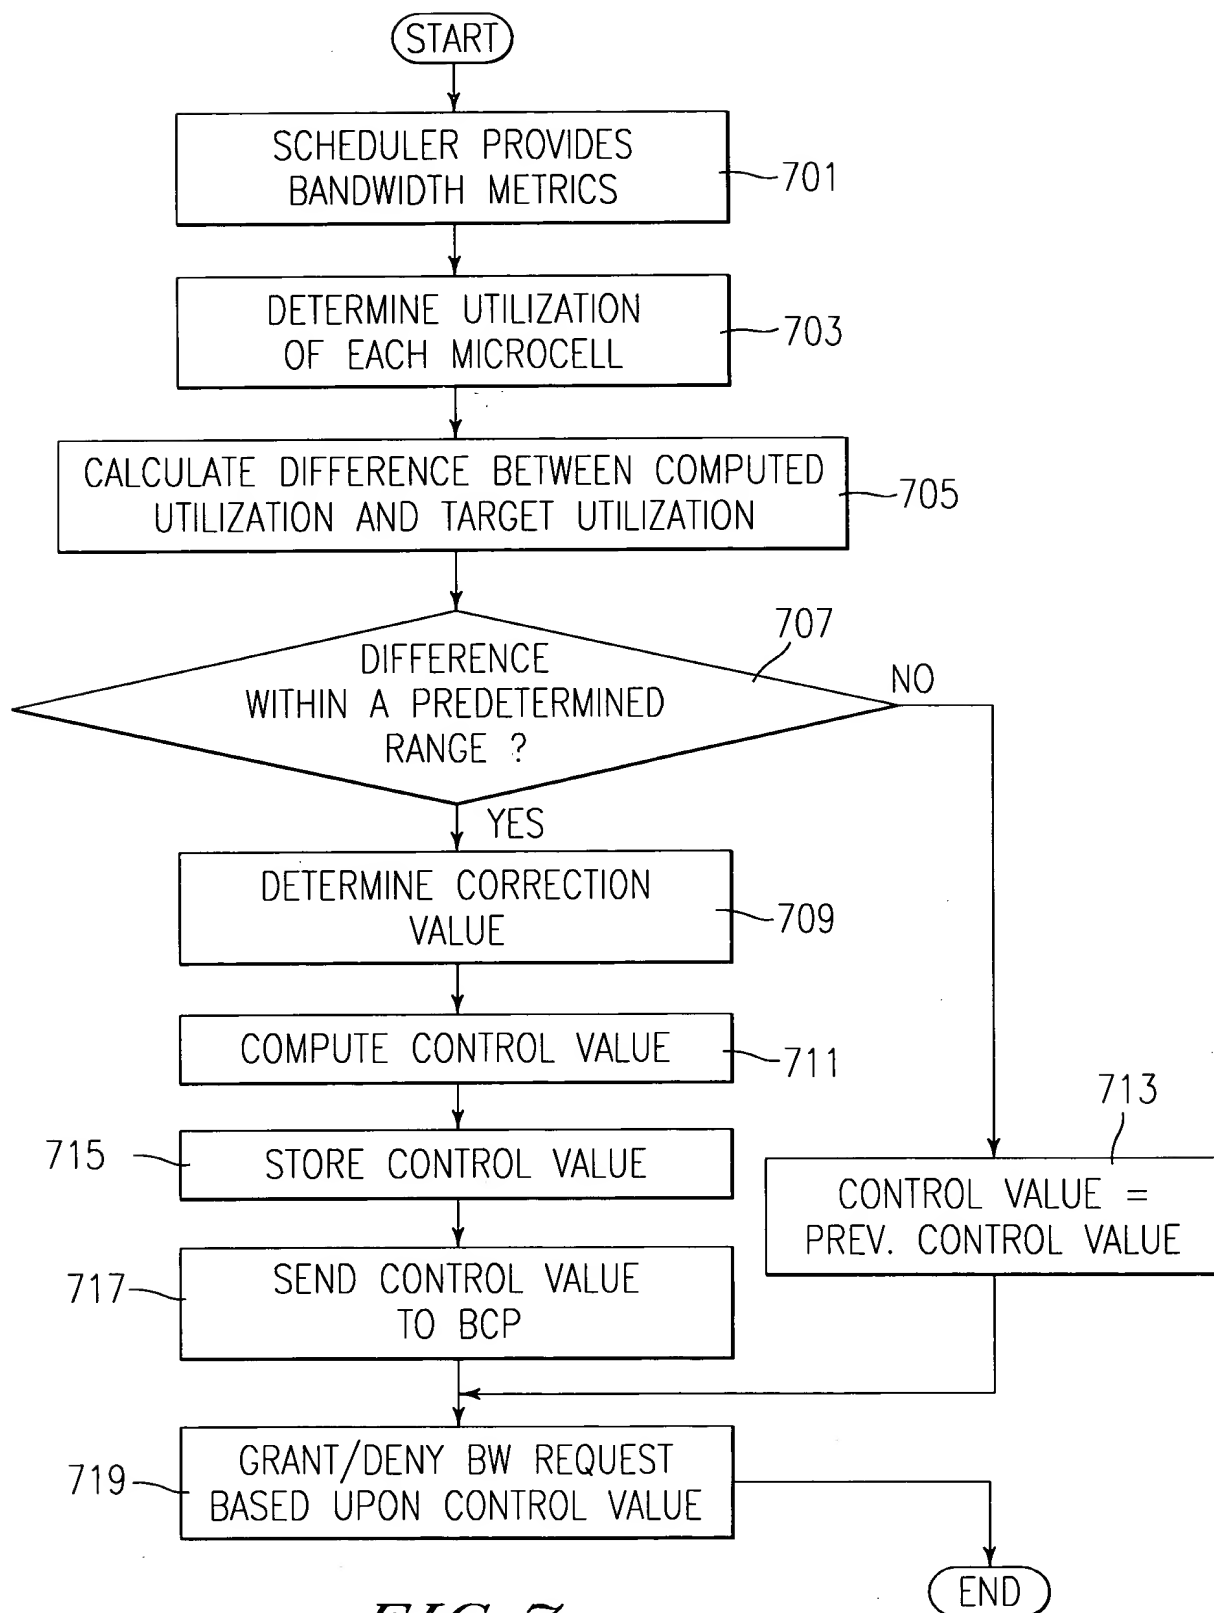 START
SCHEDULER PROVIDES
BANDWIDTH METRICS
701
DETERMINE UTILIZATION
OF EACH MICROCELL
703
CALCULATE DIFFERENCE BETWEEN COMPUTED
UTILIZATION AND TARGET UTILIZATION
705
707
DIFFERENCE
WITHIN A PREDETERMINED
RANGE ?
NO
YES
DETERMINE CORRECTION
VALUE
709
COMPUTE CONTROL VALUE
711
713
715
STORE CONTROL VALUE
CONTROL VALUE =
PREV. CONTROL VALUE
717
SEND CONTROL VALUE
TO BCP
719
GRANT/DENY BW REQUEST
BASED UPON CONTROL VALUE
END
FIG. 7